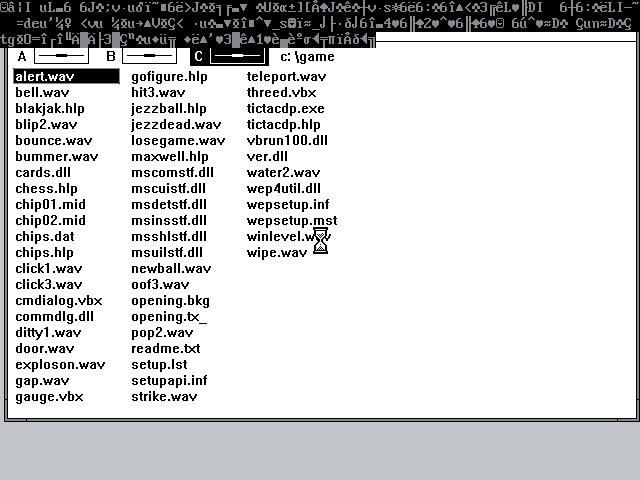 A B C c:\game
alert.wav gofigure.hlp teleport.wav
bell.wav hit3.wav threed.vbx
blakjak.hlp jezzball.hlp tictacdp.exe
blip2.wav jezzdead.wav tictacdp.hlp
bounce.wav losegame.wav vbrun100.dll
bummer.wav maxwell.hlp ver.dll
cards.dll mscomstf.dll water2.wav
chess.hlp mscuistf.dll wep4util.dll
chip01.mid msdetstf.dll wepsetup.inf
chip02.mid msinsstf.dll wepsetup.mst
chips.dat msshlstf.dll
chips.hlp msuilstf.dll wipe.wav
click1.wav newball.wav
click3.wav oof3.wav
cmdialog.vbx opening.bkg
commdlg.dll opening.tx_
ditty1.wav pop2.wav
door.wav readme.txt
exploson.wav setup.lst
gap.wav setupapi.inf
gauge.vbx strike.wav